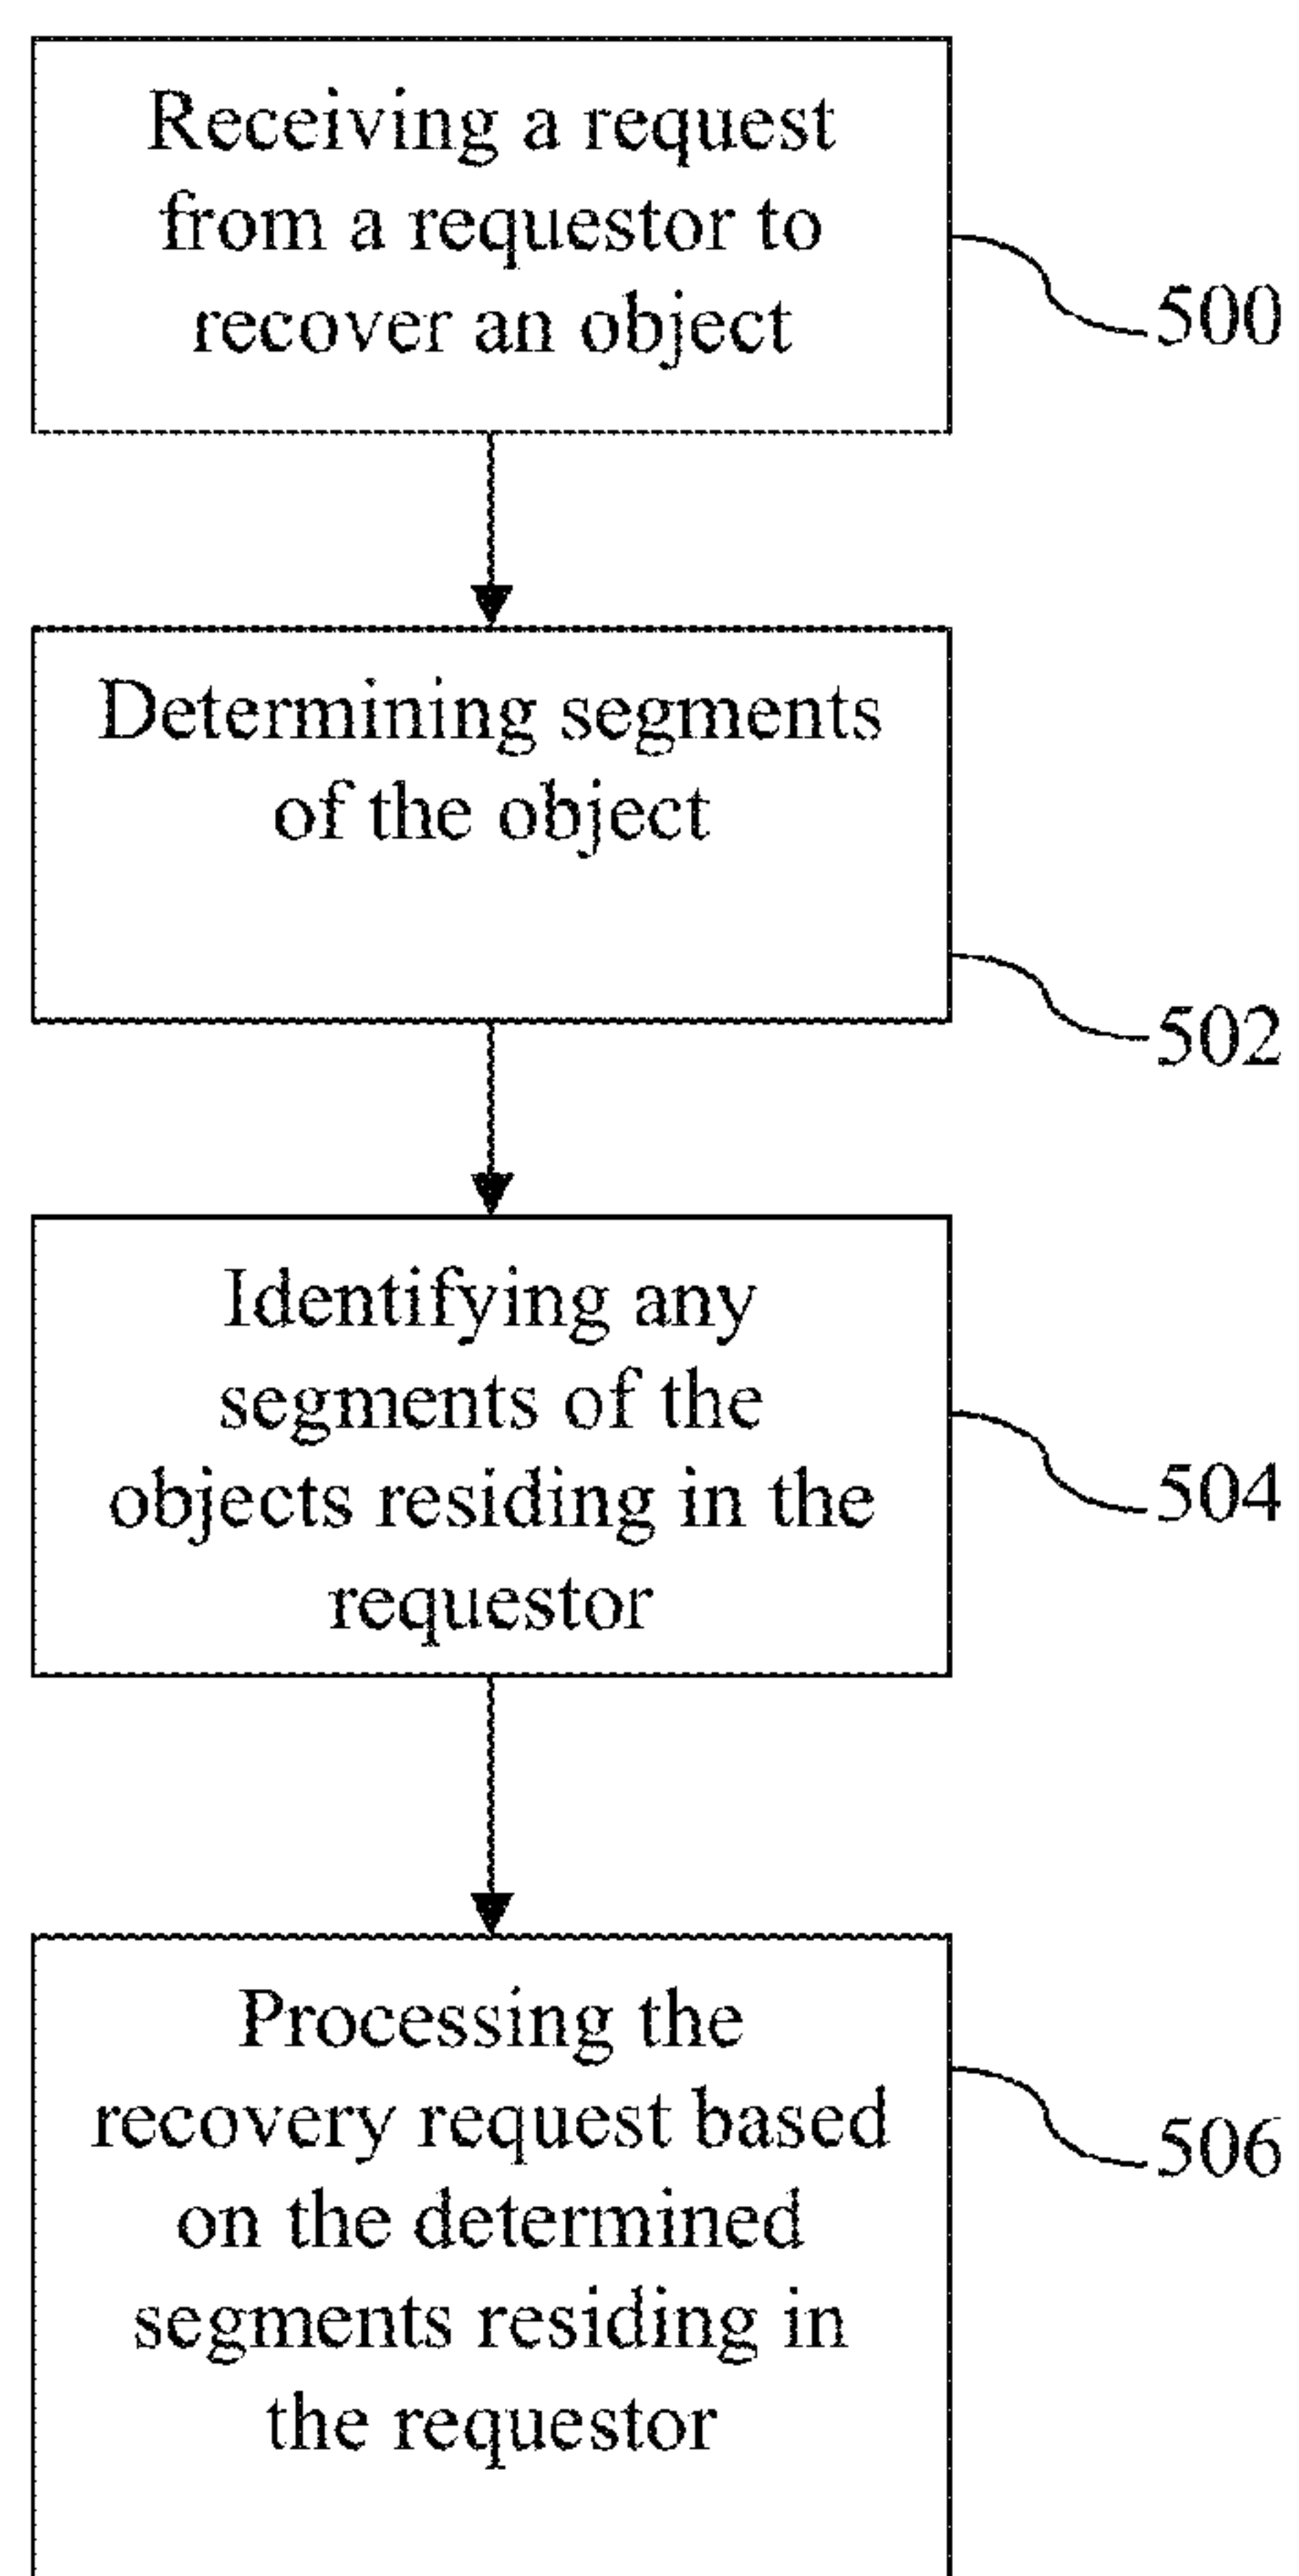 Receiving a request
from a requestor to
recover an object
500
Determining segments
of the object
502
Identifying any
segments of the
objects residing in the
requestor
504
Processing the
recovery request based
on the determined
segments residing in
the requestor
506